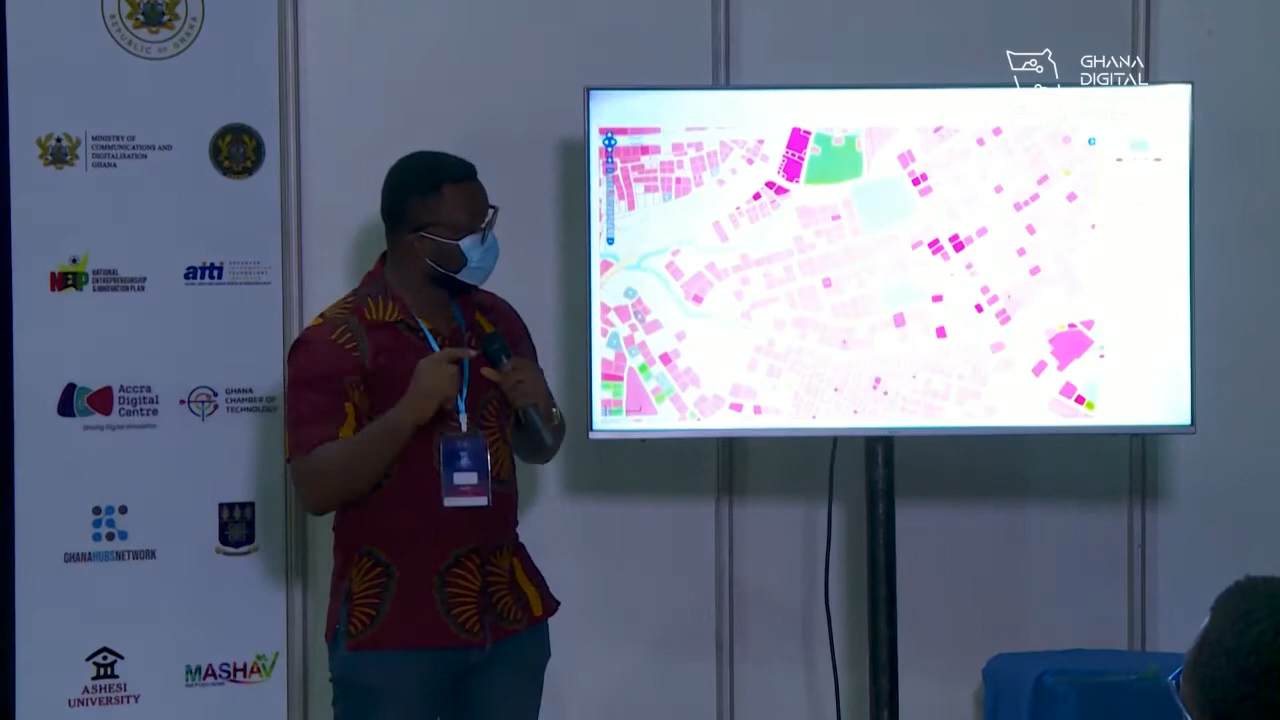 REPUBLIC OF GHANA
MINISTRY OF
COMMUNICATIONS AND
DIGITALISATION
GHANA
NEIP
NATIONAL
ENTREPRENEURSHIP
& INNOVATION PLAN
aiti
Accra
Digital
Centre
GHANA
CHAMBER OF
TECHNOLOGY
GHANAHUBSNETWORK
ASHESI
UNIVERSITY
MASHAV
GHANA
DIGITAL